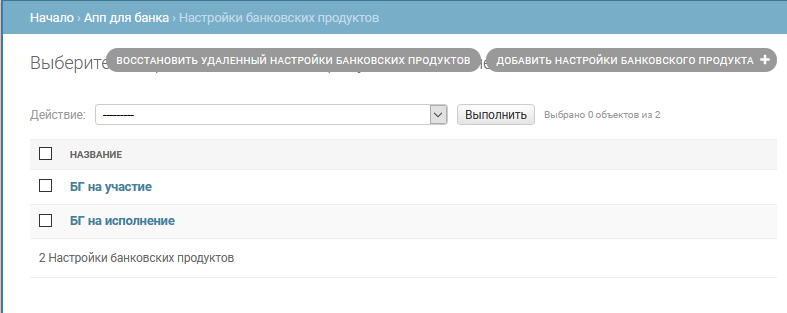 Начало › Апп для банка › Настройки банковских продуктов
Выберите
ВОССТАНОВИТЬ УДАЛЕННЫЙ НАСТРОЙКИ БАНКОВСКИХ ПРОДУКТОВ ДОБАВИТЬ НАСТРОЙКИ БАНКОВСКОГО ПРОДУКТА +
Действие: --------- Выполнить Выбрано 0 объектов из 2
НАЗВАНИЕ
БГ на участие
БГ на исполнение
2 Настройки банковских продуктов